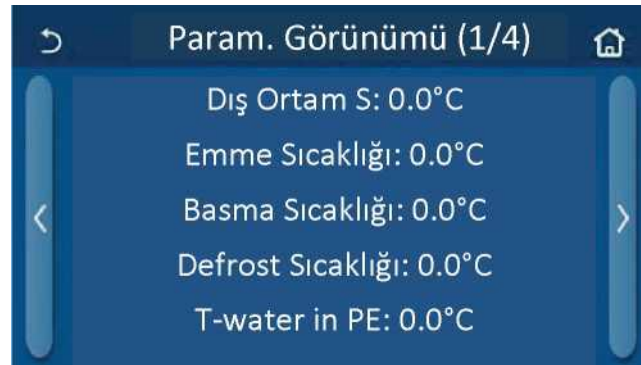 Param. Görünümü (1/4)
Dış Ortam S: 0.0°C
Emme Sıcaklığı: 0.0°C
Basma Sıcaklığı: 0.0°C
Defrost Sıcaklığı: 0.0°C
T-water in PE: 0.0°C